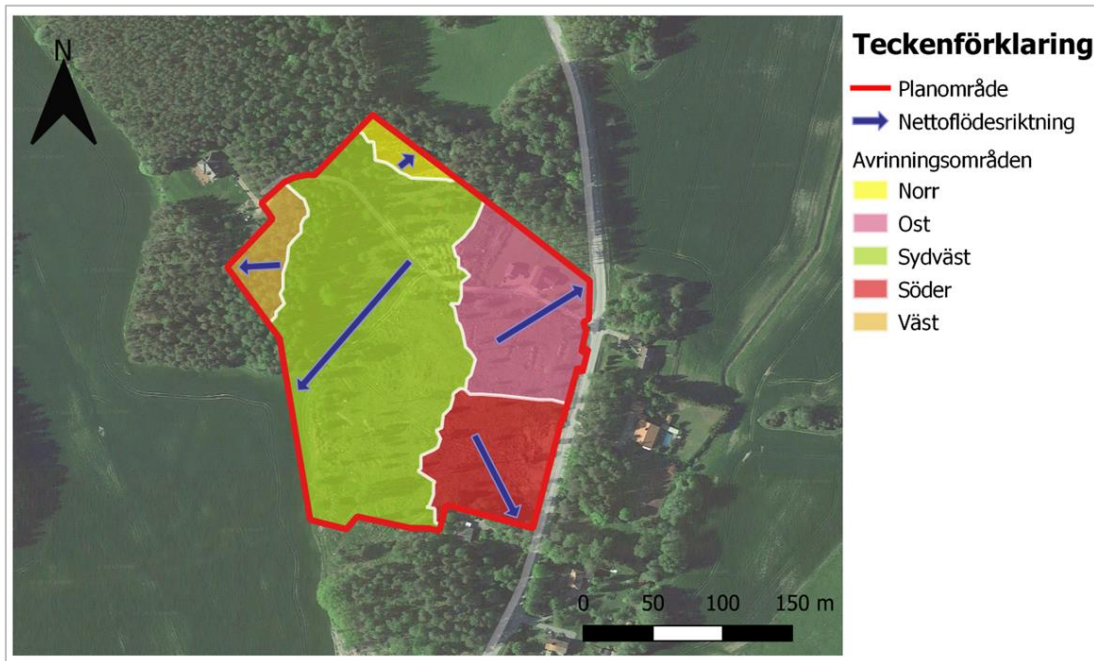 N
Teckenförklaring
Planområde
Nettoflödesriktning
Avrinningsområden
Norr
Ost
Sydväst
Söder
Väst
0 50 100 150 m